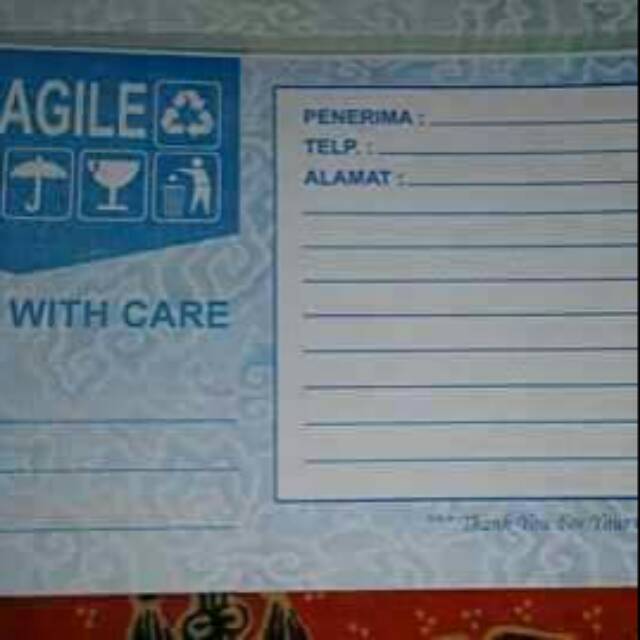 AGILE
WITH CARE
PENERIMA :
TELP. :
ALAMAT :
*** Thank You for Your